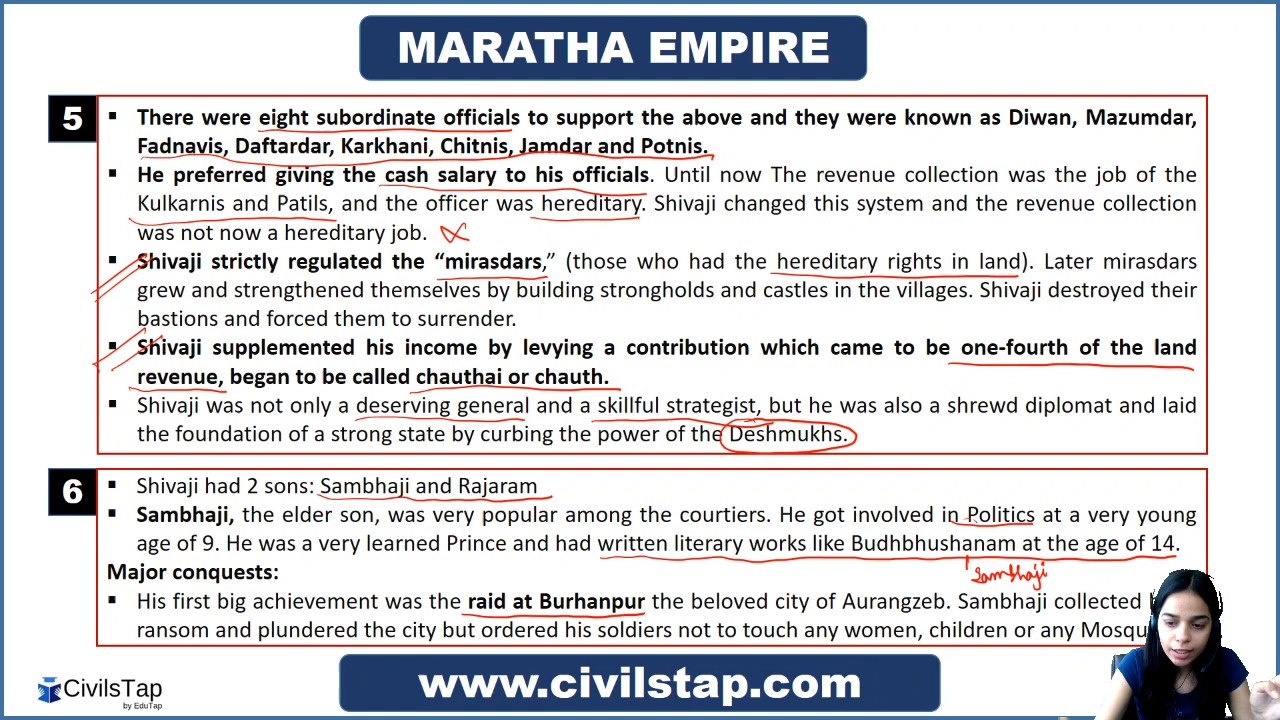 MARATHA EMPIRE
5
▪ There were eight subordinate officials to support the above and they were known as Diwan, Mazumdar,
Fadnavis, Daftardar, Karkhani, Chitnis, Jamdar and Potnis.
▪ He preferred giving the cash salary to his officials. Until now The revenue collection was the job of the
Kulkarnis and Patils, and the officer was hereditary. Shivaji changed this system and the revenue collection
was not now a hereditary job.
▪ Shivaji strictly regulated the “mirasdars,” (those who had the hereditary rights in land). Later mirasdars
grew and strengthened themselves by building strongholds and castles in the villages. Shivaji destroyed their
bastions and forced them to surrender.
▪ Shivaji supplemented his income by levying a contribution which came to be one-fourth of the land
revenue, began to be called chauthai or chauth.
▪ Shivaji was not only a deserving general and a skillful strategist, but he was also a shrewd diplomat and laid
the foundation of a strong state by curbing the power of the Deshmukhs.
6
▪ Shivaji had 2 sons: Sambhaji and Rajaram
▪ Sambhaji, the elder son, was very popular among the courtiers. He got involved in Politics at a very young
age of 9. He was a very learned Prince and had written literary works like Budhbhushanam at the age of 14.
Sambhaji
Major conquests:
▪ His first big achievement was the raid at Burhanpur the beloved city of Aurangzeb. Sambhaji collected
ransom and plundered the city but ordered his soldiers not to touch any women, children or any
CivilsTap
by EduTap
www.civilstap.com